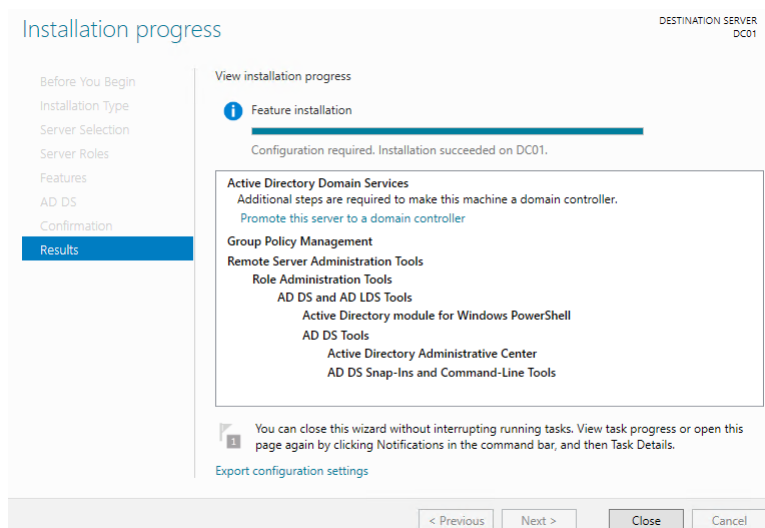 Installation progress
DESTINATION SERVER
DC01
Before You Begin
Installation Type
Server Selection
Server Roles
Features
AD DS
Confirmation
Results
View installation progress
Feature installation
Configuration required. Installation succeeded on DC01.
Active Directory Domain Services
Additional steps are required to make this machine a domain controller.
Promote this server to a domain controller
Group Policy Management
Remote Server Administration Tools
Role Administration Tools
AD DS and AD LDS Tools
Active Directory module for Windows PowerShell
AD DS Tools
Active Directory Administrative Center
AD DS Snap-Ins and Command-Line Tools
1
You can close this wizard without interrupting running tasks. View task progress or open this
page again by clicking Notifications in the command bar, and then Task Details.
Export configuration settings
< Previous
Next >
Close
Cancel